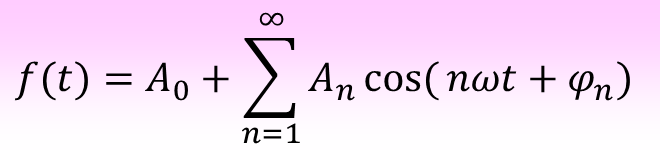 f(t) = A₀ + ∑_{n=1}^{∞} Aₙ cos( nωt + φₙ)